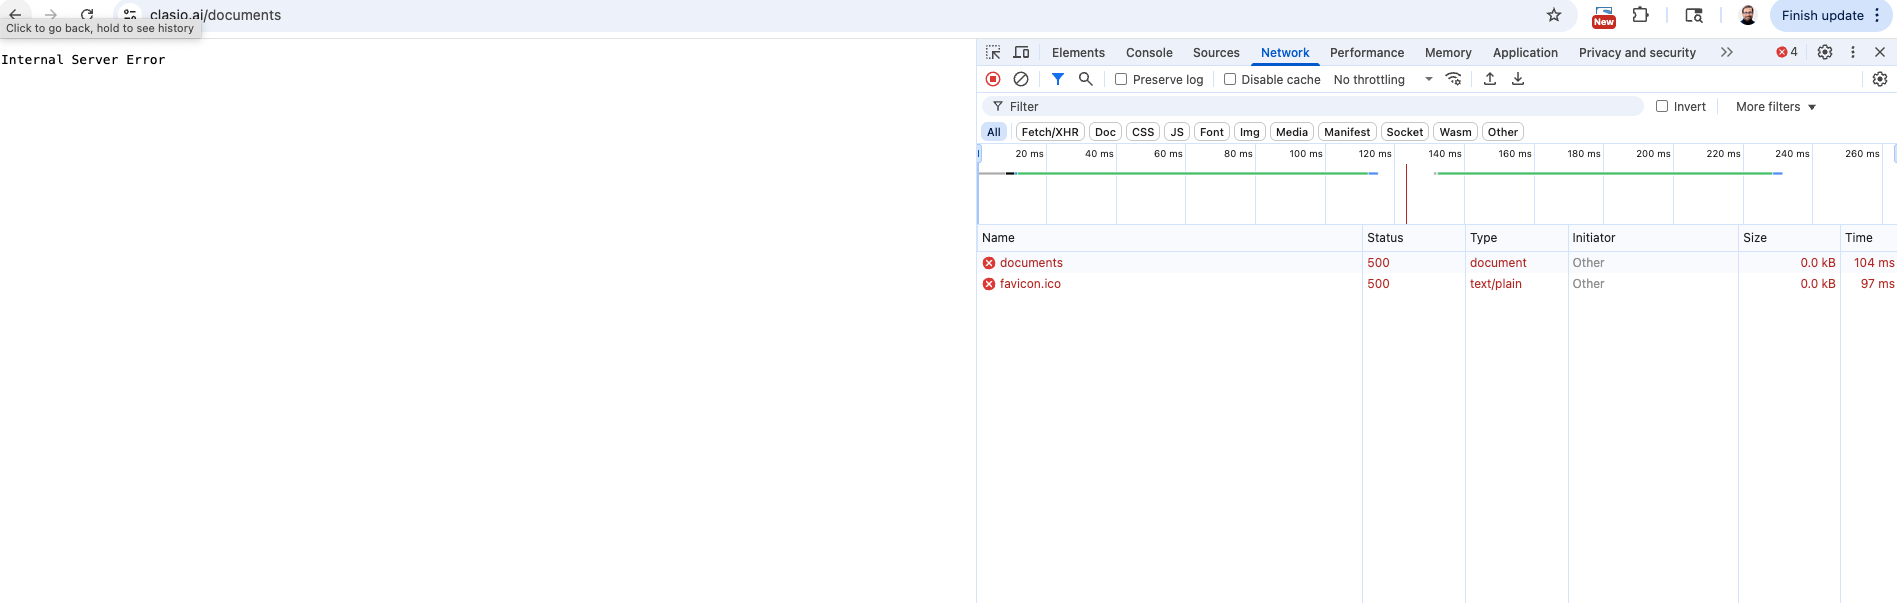 clasio.ai/documents
New
Finish update
Click to go back, hold to see history
Internal Server Error
Elements Console Sources Network Performance Memory Application Privacy and security 4
Preserve log Disable cache No throttling
Filter Invert More filters
All Fetch/XHR Doc CSS JS Font Img Media Manifest Socket Wasm Other
20 ms 40 ms 60 ms 80 ms 100 ms 120 ms 140 ms 160 ms 180 ms 200 ms 220 ms 240 ms 260 ms
Name Status Type Initiator Size Time
documents 500 document Other 0.0 kB 104 ms
favicon.ico 500 text/plain Other 0.0 kB 97 ms